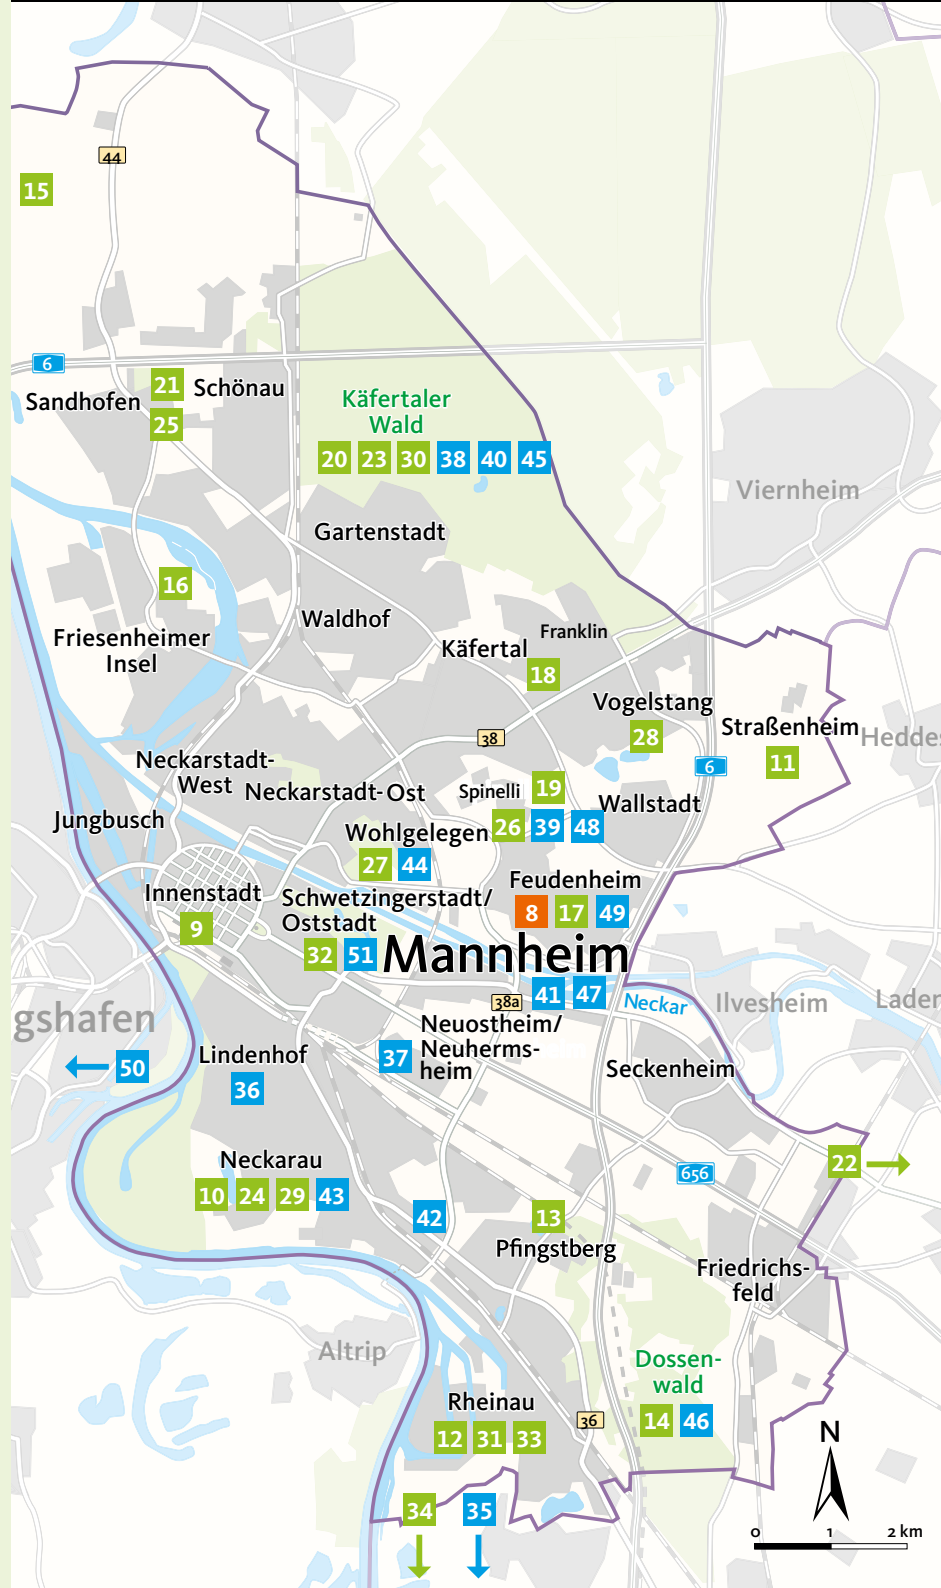 44
15
6
21
Schönau
Sandhofen
25
Käfertaler
Wald
20 23 30 38 40 45
Viernheim
Gartenstadt
16
Waldhof
Franklin
Friesenheimer
Insel
Käfertal
18
Vogelstang
28
Straßenheim
Heddes
38
11
6
Neckarstadt-
West
Neckarstadt-Ost
Spinelli
19
Wallstadt
Jungbusch
Wohlgelegen
26 39 48
27 44
Feudenheim
Innenstadt
Schwetzingerstadt/
Oststadt
8 17 49
9
32 51
Mannheim
41 47
38a
Neckar
Ilvesheim
Laden
gshafen
Neuostheim/
Neuherms-
heim
37
Lindenhof
50
36
Seckenheim
Neckarau
22
656
10 24 29 43
42
13
Pfingstberg
Friedrichs-
feld
Altrip
Dossen-
wald
Rheinau
14 46
36
12 31 33
N
34
35
0 1 2 km